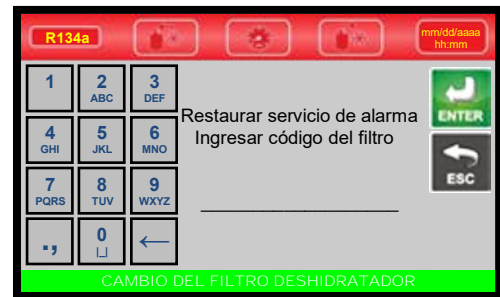 R134a
mm/dd/aaaa
hh:mm
1
2
ABC
3
DEF
4
GHI
5
JKL
6
MNO
7
PQRS
8
TUV
9
WXYZ
.,
0
⌴
←
Restaurar servicio de alarma
Ingresar código del filtro
____________________
ENTER
ESC
CAMBIO DEL FILTRO DESHIDRATADOR